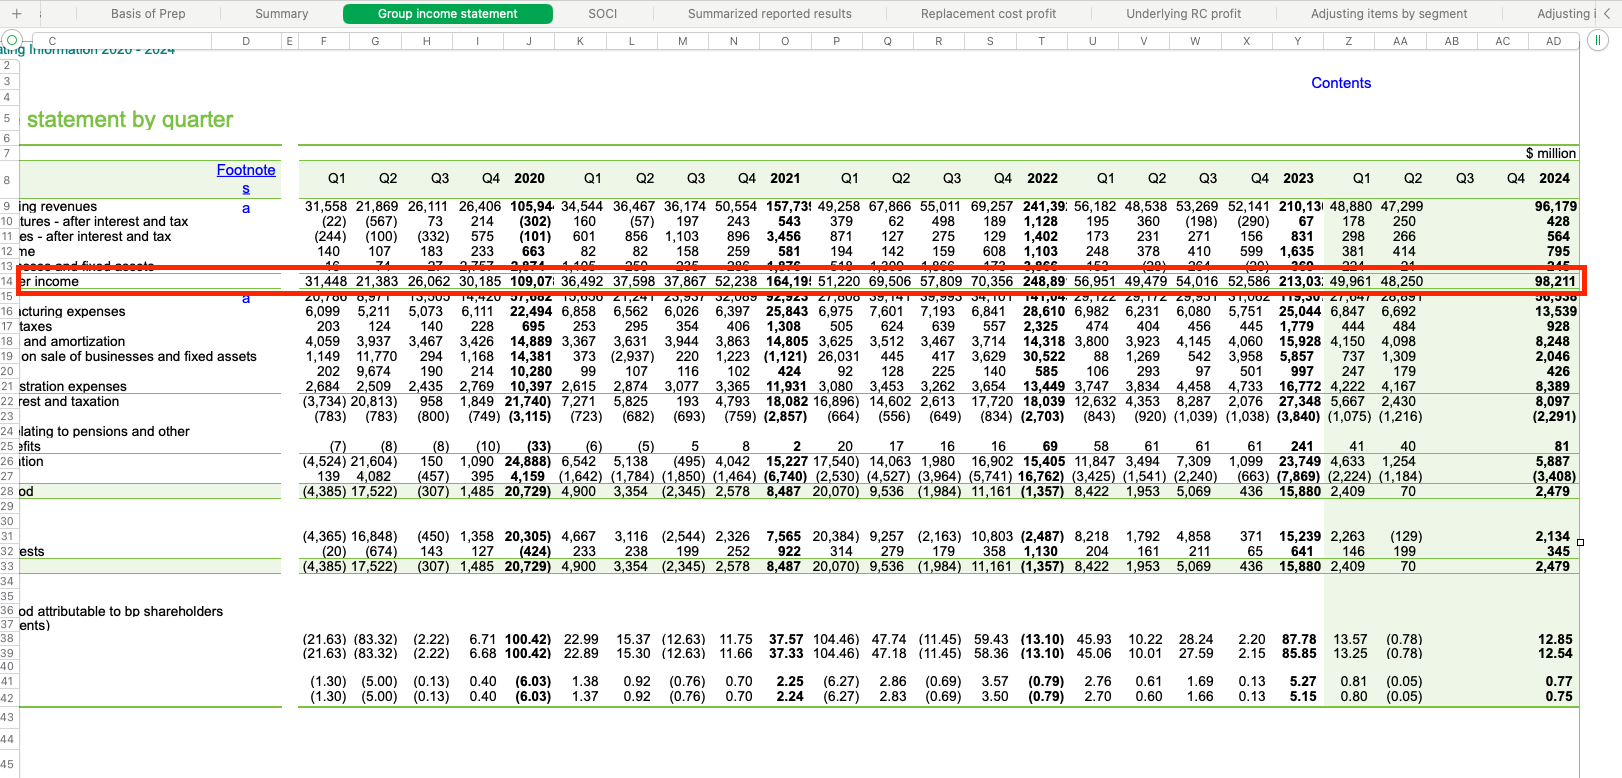 + Basis of Prep Summary Group income statement SOCI Summarized reported results Replacement cost profit Underlying RC profit Adjusting items by segment Adjusting i
C D E F G H I J K L M N O P Q R S T U V W X Y Z AA AB AC AD
ating Information 2020 - 2024
2
3 Contents
4
5 statement by quarter
6
7 $ million
8 Footnote s Q1 Q2 Q3 Q4 2020 Q1 Q2 Q3 Q4 2021 Q1 Q2 Q3 Q4 2022 Q1 Q2 Q3 Q4 2023 Q1 Q2 Q3 Q4 2024
9 ing revenues a 31,558 21,869 26,111 26,406 105,94 34,544 36,467 36,174 50,554 157,73 49,258 67,866 55,011 69,257 241,39 56,182 48,538 53,269 52,141 210,13 48,880 47,299 96,179
10 tures - after interest and tax (22) (567) 73 214 (302) 160 (57) 197 243 543 379 62 498 189 1,128 195 360 (198) (290) 67 178 250 428
11 es - after interest and tax (244) (100) (332) 575 (101) 601 856 1,103 896 3,456 871 127 275 129 1,402 173 231 271 156 831 298 266 564
12 me 140 107 183 233 663 82 82 158 259 581 194 142 159 608 1,103 248 378 410 599 1,635 381 414 795
13
14 er income 31,448 21,383 26,062 30,185 109,07 36,492 37,598 37,867 52,238 164,19 51,220 69,506 57,809 70,356 248,89 56,951 49,479 54,016 52,586 213,03 49,961 48,250 98,211
15 a
16 acturing expenses 6,099 5,211 5,073 6,111 22,494 6,858 6,562 6,026 6,397 25,843 6,975 7,601 7,193 6,841 28,610 6,982 6,231 6,080 5,751 25,044 6,847 6,692 13,539
17 taxes 203 124 140 228 695 253 295 354 406 1,308 505 624 639 557 2,325 474 404 456 445 1,779 444 484 928
18 and amortization 4,059 3,937 3,467 3,426 14,889 3,367 3,631 3,944 3,863 14,805 3,625 3,512 3,467 3,714 14,318 3,800 3,923 4,145 4,060 15,928 4,150 4,098 8,248
19 on sale of businesses and fixed assets 1,149 11,770 294 1,168 14,381 373 (2,937) 220 1,223 (1,121) 26,031 445 417 3,629 30,522 88 1,269 542 3,958 5,857 737 1,309 2,046
20 202 9,674 190 214 10,280 99 107 116 102 424 92 128 225 140 585 106 293 97 501 997 247 179 426
21 stration expenses 2,684 2,509 2,435 2,769 10,397 2,615 2,874 3,077 3,365 11,931 3,080 3,453 3,262 3,654 13,449 3,747 3,834 4,458 4,733 16,772 4,222 4,167 8,389
22 rest and taxation (3,734) 20,813) 958 1,849 21,740) 7,271 5,825 193 4,793 18,082 16,896) 14,602 2,613 17,720 18,039 12,632 4,353 8,287 2,076 27,348 5,667 2,430 8,097
23 (783) (783) (800) (749) (3,115) (723) (682) (693) (759) (2,857) (664) (556) (649) (834) (2,703) (843) (920) (1,039) (1,038) (3,840) (1,075) (1,216) (2,291)
24 elating to pensions and other
25 efits (7) (8) (8) (10) (33) (6) (5) 5 8 2 20 17 16 16 69 58 61 61 61 241 41 40 81
26 ation (4,524) 21,604) 150 1,090 24,888) 6,542 5,138 (495) 4,042 15,227 17,540) 14,063 1,980 16,902 15,405 11,847 3,494 7,309 1,099 23,749 4,633 1,254 5,887
27 139 4,082 (457) 395 4,159 (1,642) (1,784) (1,850) (1,464) (6,740) (2,530) (4,527) (3,964) (5,741) 16,762) (3,425) (1,541) (2,240) (663) (7,869) (2,224) (1,184) (3,408)
28 od (4,385) 17,522) (307) 1,485 20,729) 4,900 3,354 (2,345) 2,578 8,487 20,070) 9,536 (1,984) 11,161 (1,357) 8,422 1,953 5,069 436 15,880 2,409 70 2,479
29
30
31 (4,365) 16,848) (450) 1,358 20,305) 4,667 3,116 (2,544) 2,326 7,565 20,384) 9,257 (2,163) 10,803 (2,487) 8,218 1,792 4,858 371 15,239 2,263 (129) 2,134
32 ests (20) (674) 143 127 (424) 233 238 199 252 922 314 279 179 358 1,130 204 161 211 65 641 146 199 345
33 (4,385) 17,522) (307) 1,485 20,729) 4,900 3,354 (2,345) 2,578 8,487 20,070) 9,536 (1,984) 11,161 (1,357) 8,422 1,953 5,069 436 15,880 2,409 70 2,479
34
35
36 od attributable to bp shareholders
37 ents)
38 (21.63) (83.32) (2.22) 6.71 100.42) 22.99 15.37 (12.63) 11.75 37.57 104.46) 47.74 (11.45) 59.43 (13.10) 45.93 10.22 28.24 2.20 87.78 13.57 (0.78) 12.85
39 (21.63) (83.32) (2.22) 6.68 100.42) 22.89 15.30 (12.63) 11.66 37.33 104.46) 47.18 (11.45) 58.36 (13.10) 45.06 10.01 27.59 2.15 85.85 13.25 (0.78) 12.54
40
41 (1.30) (5.00) (0.13) 0.40 (6.03) 1.38 0.92 (0.76) 0.70 2.25 (6.27) 2.86 (0.69) 3.57 (0.79) 2.76 0.61 1.69 0.13 5.27 0.81 (0.05) 0.77
42 (1.30) (5.00) (0.13) 0.40 (6.03) 1.37 0.92 (0.76) 0.70 2.24 (6.27) 2.83 (0.69) 3.50 (0.79) 2.70 0.60 1.66 0.13 5.15 0.80 (0.05) 0.75
43
44
45